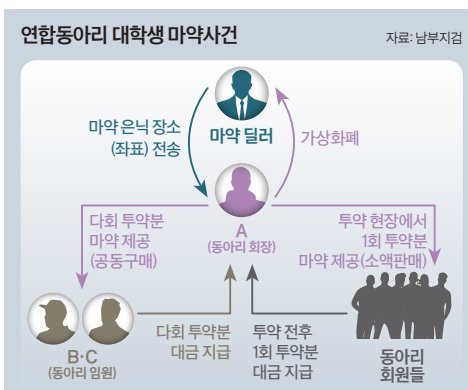 연합동아리 대학생 마약사건
자료: 남부지검
마약 은닉 장소
(좌표) 전송
마약 딜러
가상화폐
A
(동아리 회장)
다회 투약분
마약 제공
(공동구매)
투약 현장에서
1회 투약분
마약 제공(소액판매)
B·C
(동아리 임원)
다회 투약분
대금 지급
투약 전후
1회 투약분
대금 지급
동아리
회원들